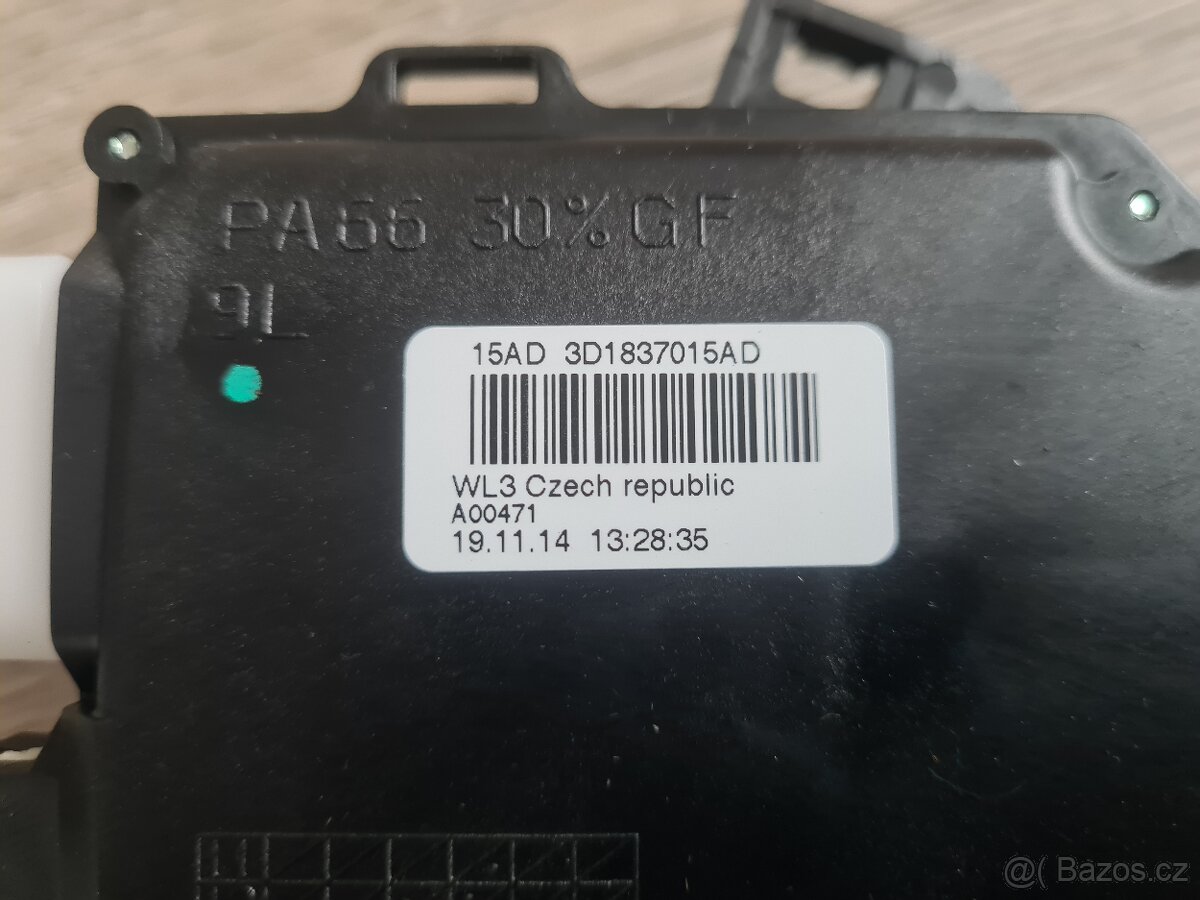 PA66 30%GF
9L
15AD 3D1837015AD
WL3 Czech republic
A00471
19.11.14 13:28:35
@( Bazos.cz